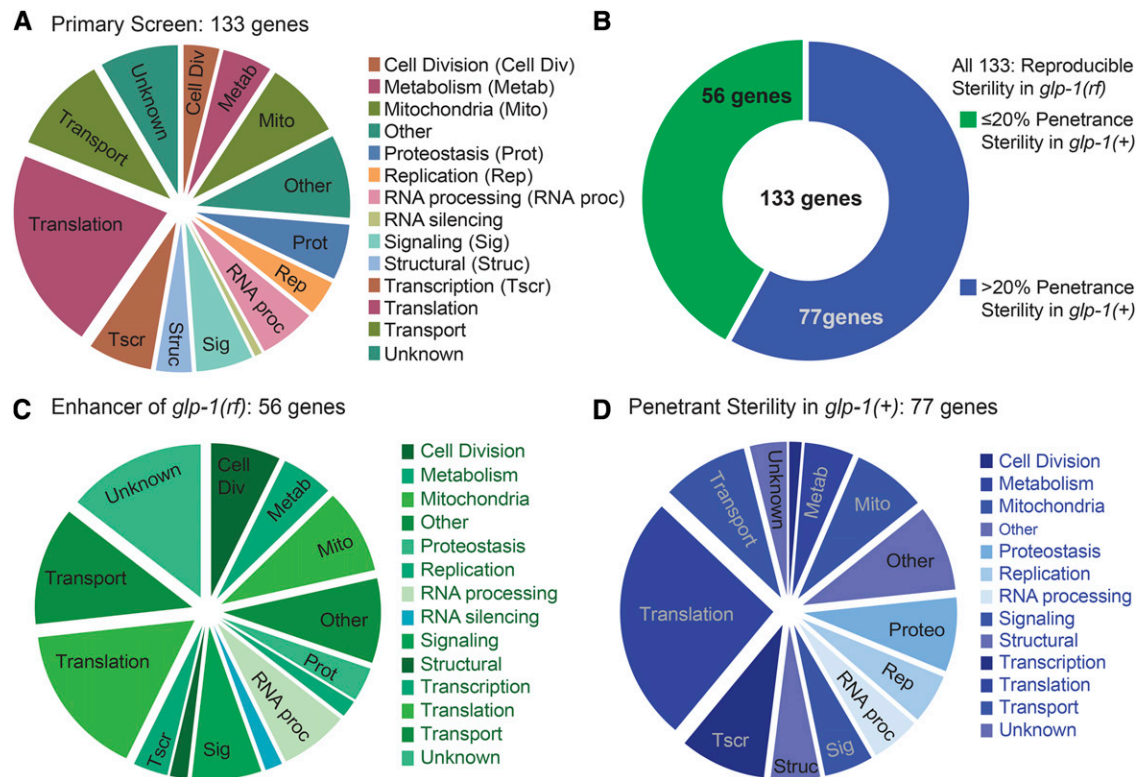 A Primary Screen: 133 genes
Cell Div
Metab
Mito
Other
Prot
Rep
RNA proc
Sig
Struc
Tscr
Translation
Transport
Unknown
Cell Division (Cell Div)
Metabolism (Metab)
Mitochondria (Mito)
Other
Proteostasis (Prot)
Replication (Rep)
RNA processing (RNA proc)
RNA silencing
Signaling (Sig)
Structural (Struc)
Transcription (Tscr)
Translation
Transport
Unknown
B
56 genes
133 genes
77genes
All 133: Reproducible
Sterility in glp-1(rf)
≤20% Penetrance
Sterility in glp-1(+)
>20% Penetrance
Sterility in glp-1(+)
C Enhancer of glp-1(rf): 56 genes
Cell
Div
Metab
Mito
Other
Prot
RNA proc
Sig
Tscr
Translation
Transport
Unknown
Cell Division
Metabolism
Mitochondria
Other
Proteostasis
Replication
RNA processing
RNA silencing
Signaling
Structural
Transcription
Translation
Transport
Unknown
D Penetrant Sterility in glp-1(+): 77 genes
Metab
Mito
Other
Proteo
Rep
RNA proc
Sig
Struc
Tscr
Translation
Transport
Unknown
Cell Division
Metabolism
Mitochondria
Other
Proteostasis
Replication
RNA processing
Signaling
Structural
Transcription
Translation
Transport
Unknown